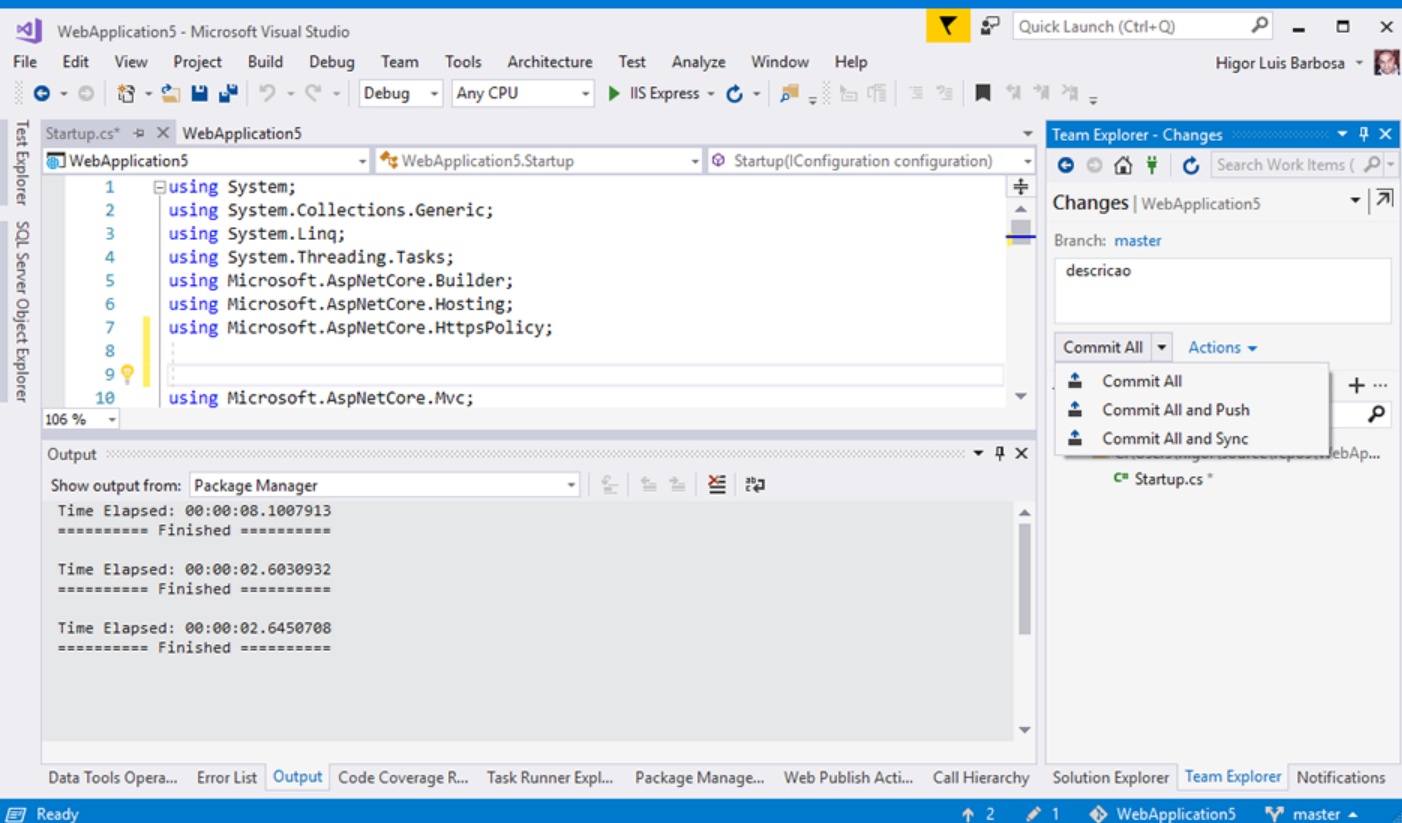 WebApplication5 - Microsoft Visual Studio
Quick Launch (Ctrl+Q)
File Edit View Project Build Debug Team Tools Architecture Test Analyze Window Help
Higor Luis Barbosa
Debug Any CPU IIS Express
Test Explorer
SQL Server Object Explorer
Startup.cs* WebApplication5
WebApplication5 WebApplication5.Startup Startup(IConfiguration configuration)
1 using System;
2 using System.Collections.Generic;
3 using System.Linq;
4 using System.Threading.Tasks;
5 using Microsoft.AspNetCore.Builder;
6 using Microsoft.AspNetCore.Hosting;
7 using Microsoft.AspNetCore.HttpsPolicy;
8
9
10 using Microsoft.AspNetCore.Mvc;
106 %
Output
Show output from: Package Manager
Time Elapsed: 00:00:08.1007913
========== Finished ==========
Time Elapsed: 00:00:02.6030932
========== Finished ==========
Time Elapsed: 00:00:02.6450708
========== Finished ==========
Data Tools Opera... Error List Output Code Coverage R... Task Runner Expl... Package Manage... Web Publish Acti... Call Hierarchy
Team Explorer - Changes
Search Work Items (
Changes | WebApplication5
Branch: master
descricao
Commit All Actions
Commit All
Commit All and Push
Commit All and Sync
C# Startup.cs *
Solution Explorer Team Explorer Notifications
Ready 2 1 WebApplication5 master